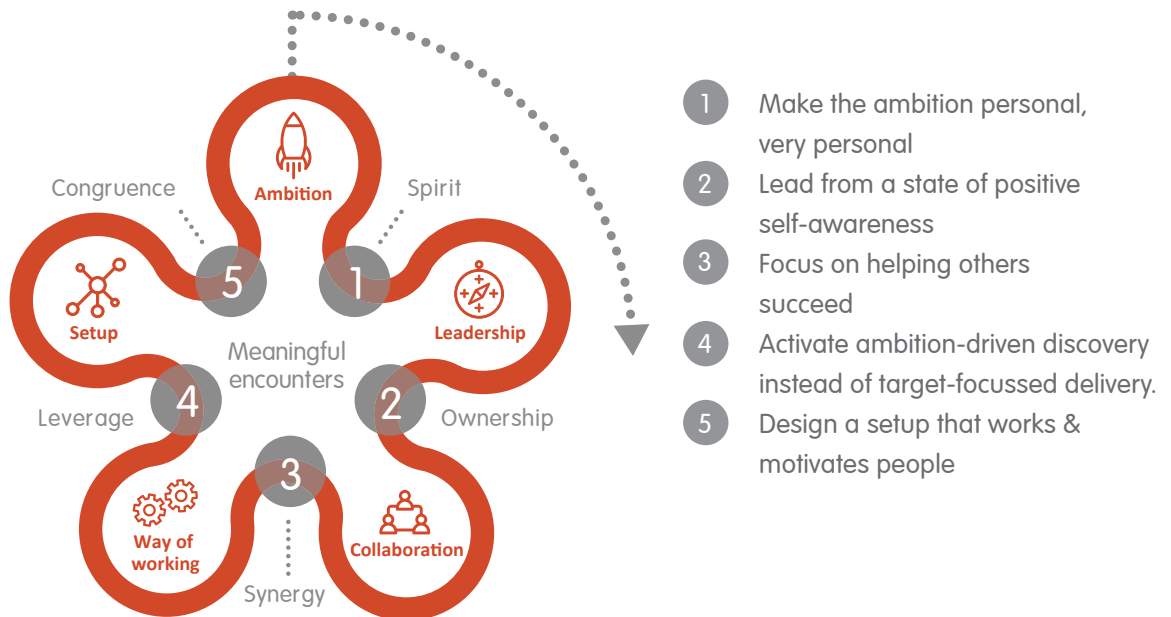 Ambition
Congruence
Spirit
5
1
Setup
Leadership
Meaningful
encounters
4
2
Leverage
Ownership
3
Way of
working
Collaboration
Synergy
1 Make the ambition personal,
very personal
2 Lead from a state of positive
self-awareness
3 Focus on helping others
succeed
4 Activate ambition-driven discovery
instead of target-focussed delivery.
5 Design a setup that works &
motivates people